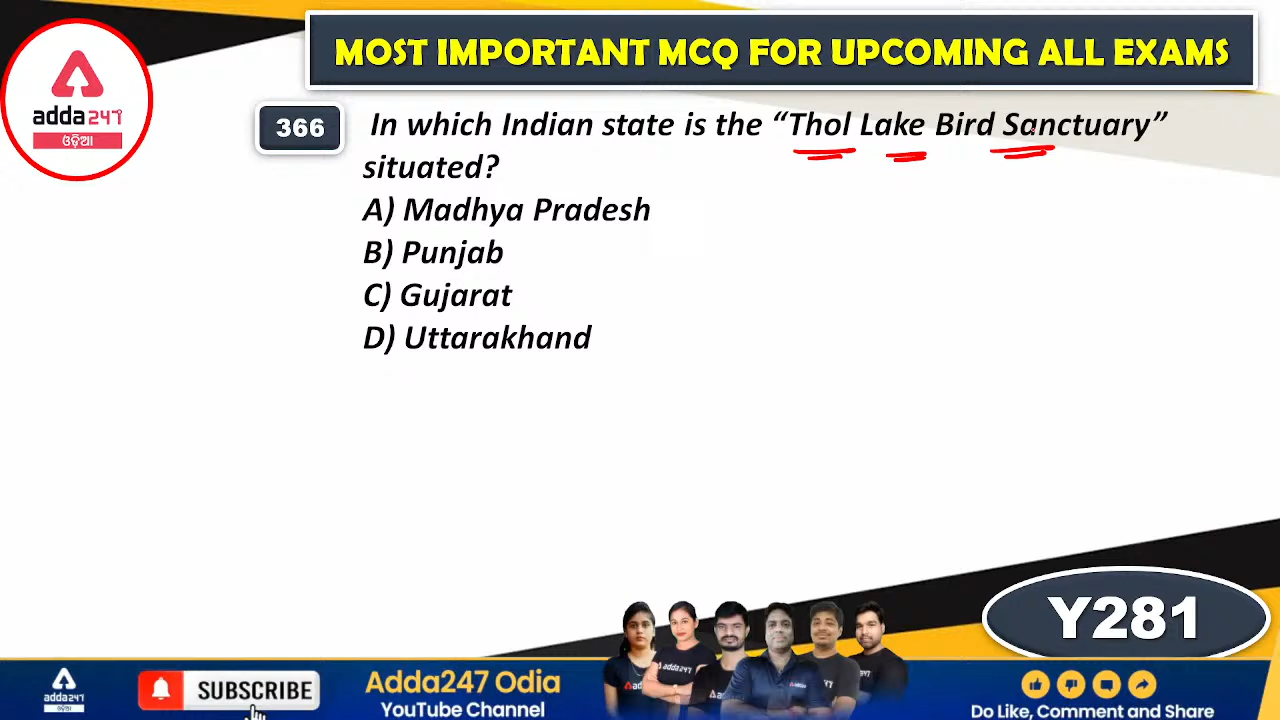 MOST IMPORTANT MCQ FOR UPCOMING ALL EXAMS
adda247
ଓଡ଼ିଆ
366
In which Indian state is the “Thol Lake Bird Sanctuary”
situated?
A) Madhya Pradesh
B) Punjab
C) Gujarat
D) Uttarakhand
Y281
adda247
ଓଡ଼ିଆ
SUBSCRIBE
Adda247 Odia
YouTube Channel
adda247
Do Like, Comment and Share